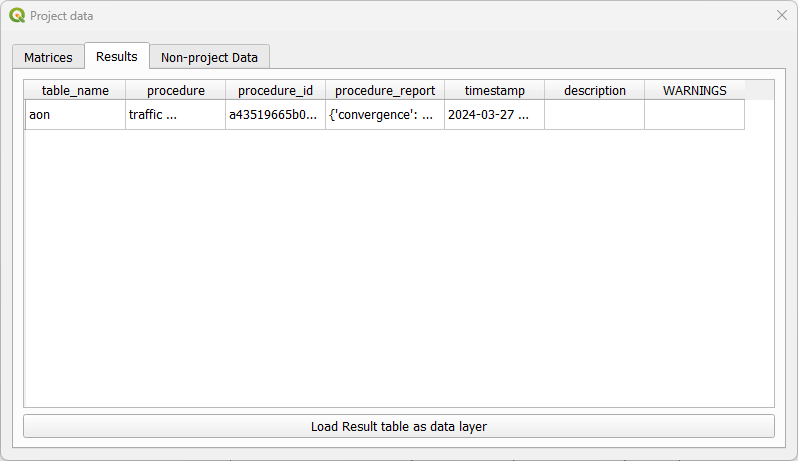 Project data
Matrices Results Non-project Data
table_name procedure procedure_id procedure_report timestamp description WARNINGS
aon traffic ... a43519665b0... {'convergence': ... 2024-03-27 ...
Load Result table as data layer